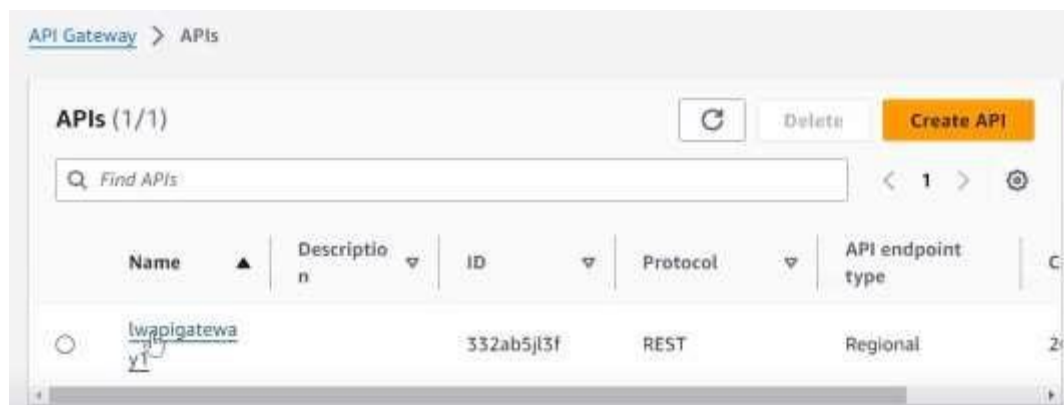 API Gateway > APIs
APIs (1/1)
Delete
Create API
Find APIs
1
Name
Descriptio
n
ID
Protocol
API endpoint
type
C
lwapigatewa
y1
332ab5jl3f
REST
Regional
2